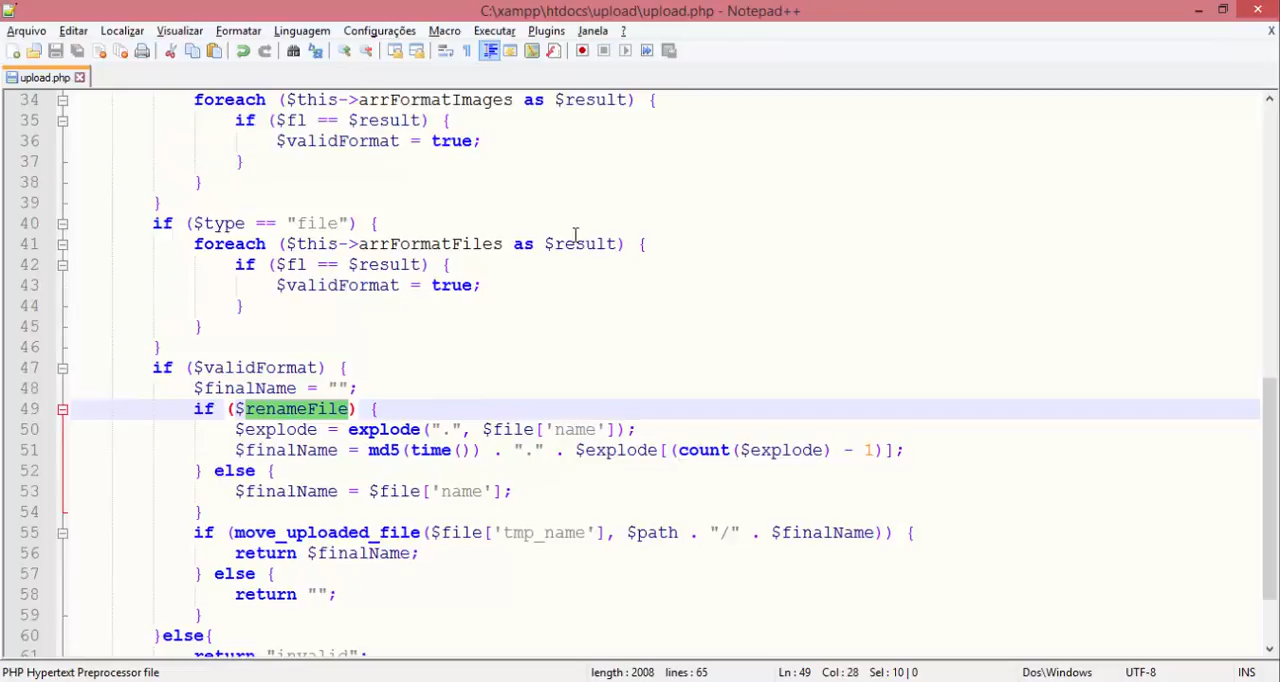 C:\xampp\htdocs\upload\upload.php - Notepad++
Arquivo Editar Localizar Visualizar Formatar Linguagem Configurações Macro Executar Plugins Janela ? X
upload.php
34 foreach ($this->arrFormatImages as $result) {
35 if ($fl == $result) {
36 $validFormat = true;
37 }
38 }
39 }
40 if ($type == "file") {
41 foreach ($this->arrFormatFiles as $result) {
42 if ($fl == $result) {
43 $validFormat = true;
44 }
45 }
46 }
47 if ($validFormat) {
48 $finalName = "";
49 if ($renameFile) {
50 $explode = explode(".", $file['name']);
51 $finalName = md5(time()) . "." . $explode[(count($explode) - 1)];
52 } else {
53 $finalName = $file['name'];
54 }
55 if (move_uploaded_file($file['tmp_name'], $path . "/" . $finalName)) {
56 return $finalName;
57 } else {
58 return "";
59 }
60 }else{
61 return "invalid";
PHP Hypertext Preprocessor file length : 2008 lines : 65 Ln : 49 Col : 28 Sel : 10 | 0 Dos\Windows UTF-8 INS